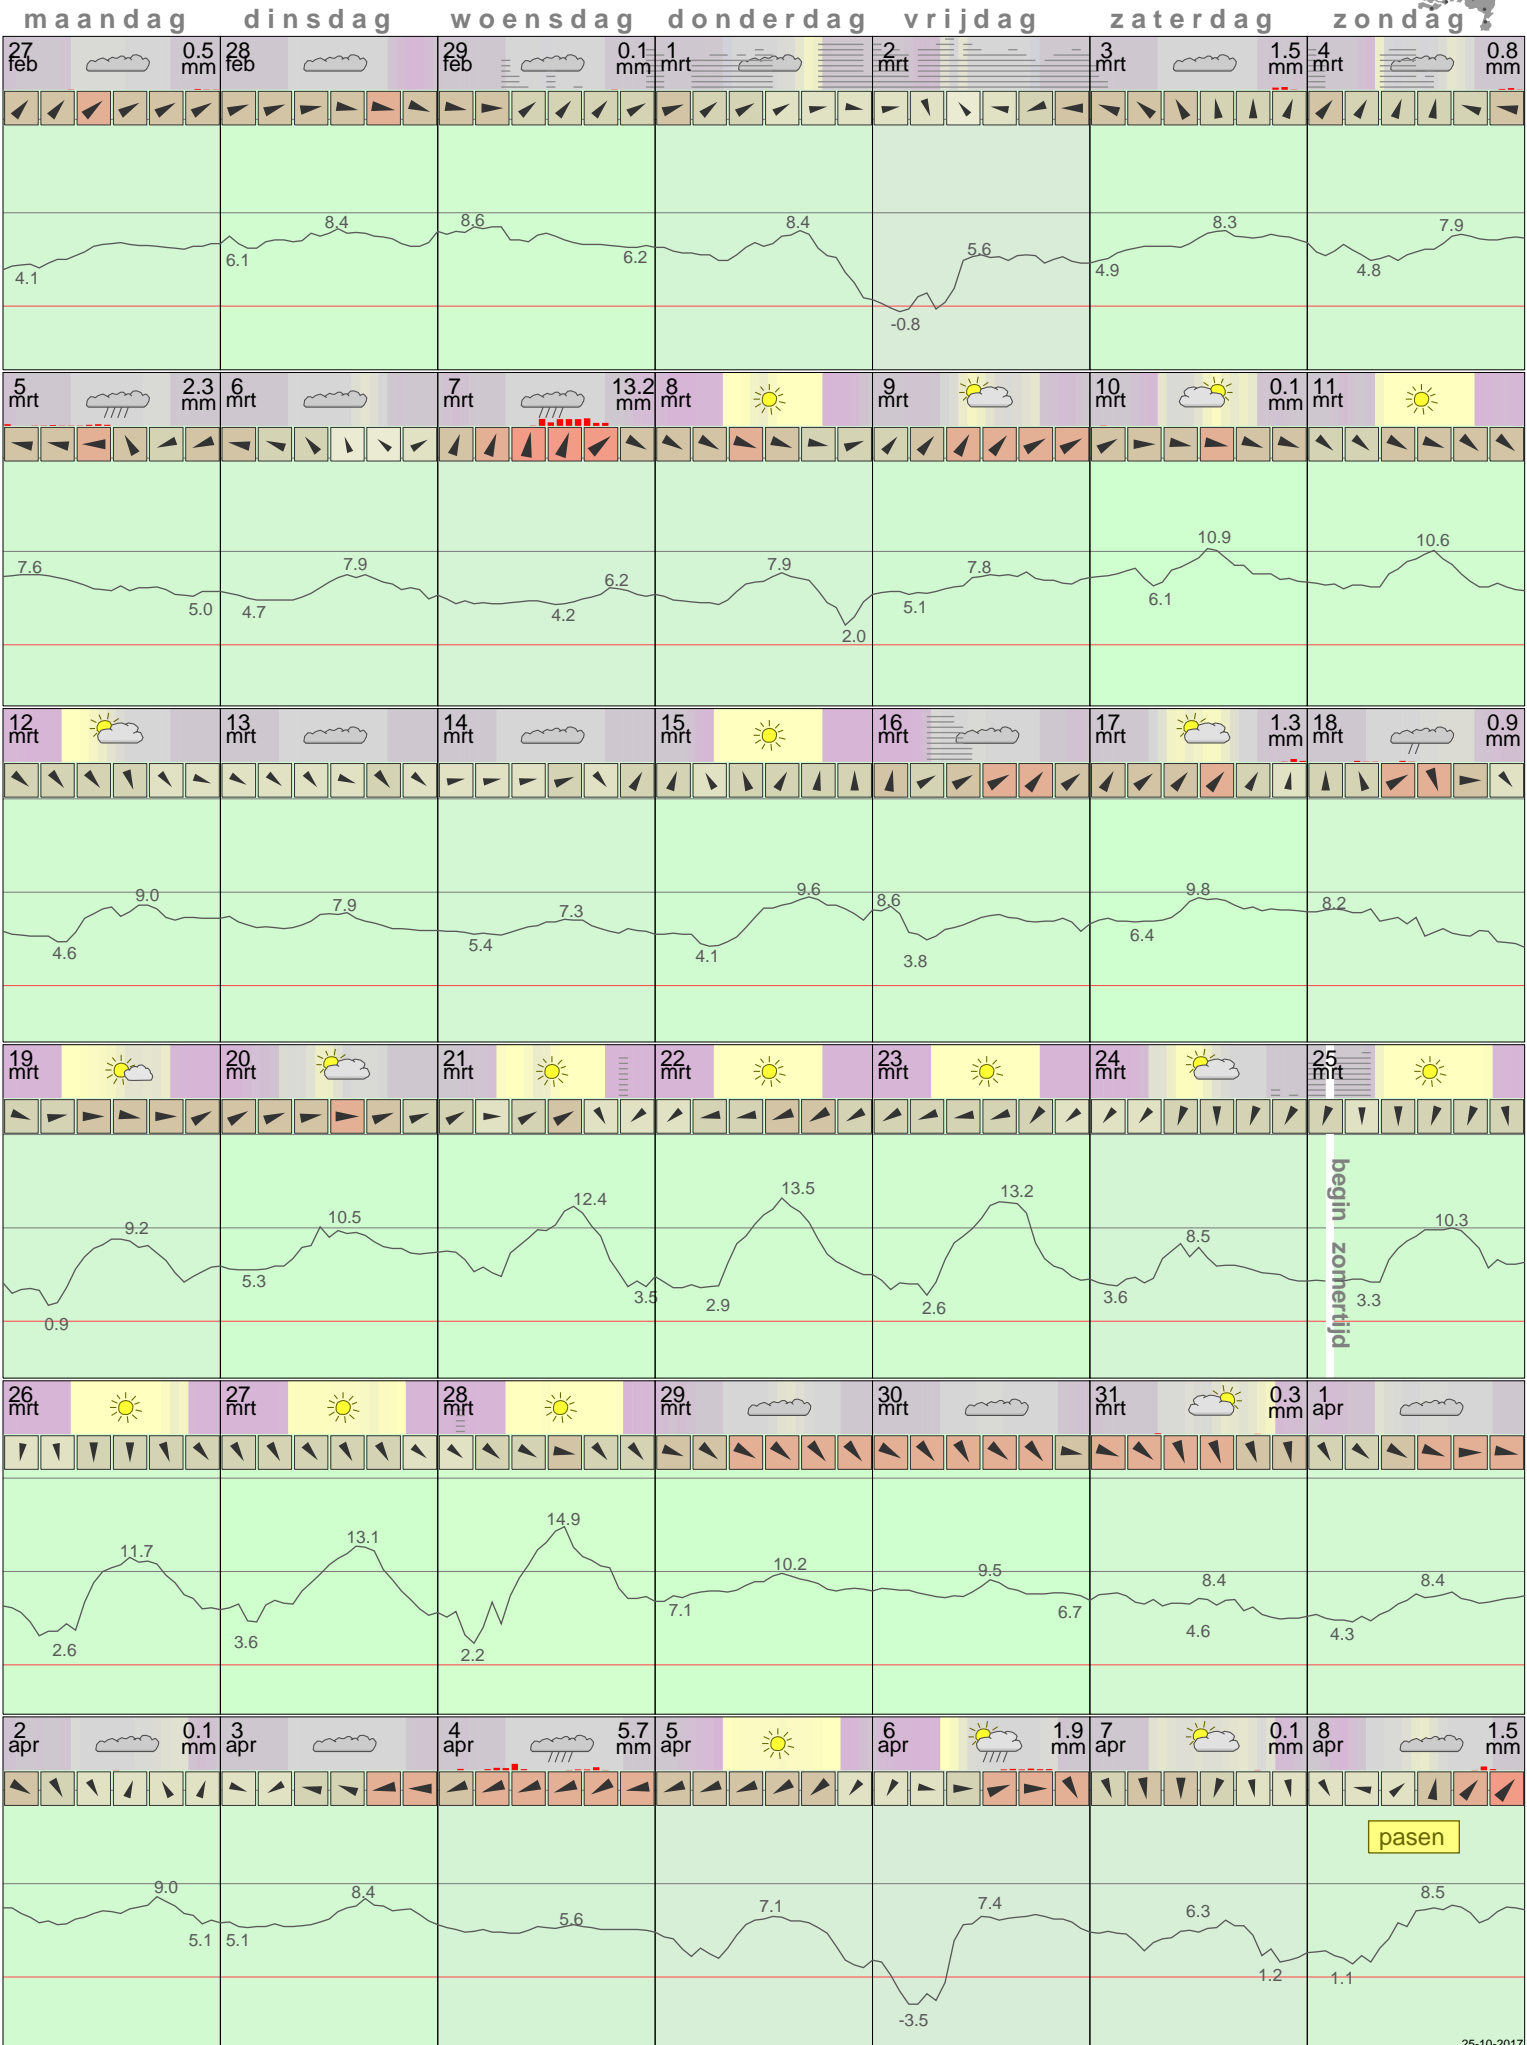 maandag dinsdag woensdag donderdag vrijdag zaterdag zondag
27 feb 0.5 mm 28 feb 29 feb 0.1 mm 1 mrt 2 mrt 3 mrt 1.5 mm 4 mrt 0.8 mm
8.4 8.6 8.4 8.3 7.9
4.1 6.1 6.2 5.6 4.9 4.8
-0.8
5 mrt 2.3 mm 6 mrt 7 mrt 13.2 mm 8 mrt 9 mrt 10 mrt 0.1 mm 11 mrt
10.9 10.6
7.6 7.9 6.2 7.9 7.8
5.0 4.7 4.2 2.0 5.1 6.1
12 mrt 13 mrt 14 mrt 15 mrt 16 mrt 17 mrt 1.3 mm 18 mrt 0.9 mm
9.0 7.9 7.3 9.6 8.6 9.8 8.2
4.6 5.4 4.1 3.8 6.4
19 mrt 20 mrt 21 mrt 22 mrt 23 mrt 24 mrt 25 mrt
begin zomertijd
9.2 10.5 12.4 13.5 13.2 8.5 10.3
0.9 5.3 3.5 2.9 2.6 3.6 3.3
26 mrt 27 mrt 28 mrt 29 mrt 30 mrt 31 mrt 0.3 mm 1 apr
11.7 13.1 14.9 10.2 9.5 8.4 8.4
2.6 3.6 2.2 7.1 6.7 4.6 4.3
2 apr 0.1 mm 3 apr 4 apr 5.7 mm 5 apr 6 apr 1.9 mm 7 apr 0.1 mm 8 apr 1.5 mm
pasen
9.0 8.4 5.6 7.1 7.4 6.3 8.5
5.1 5.1 1.2 1.1
-3.5
25-10-2017